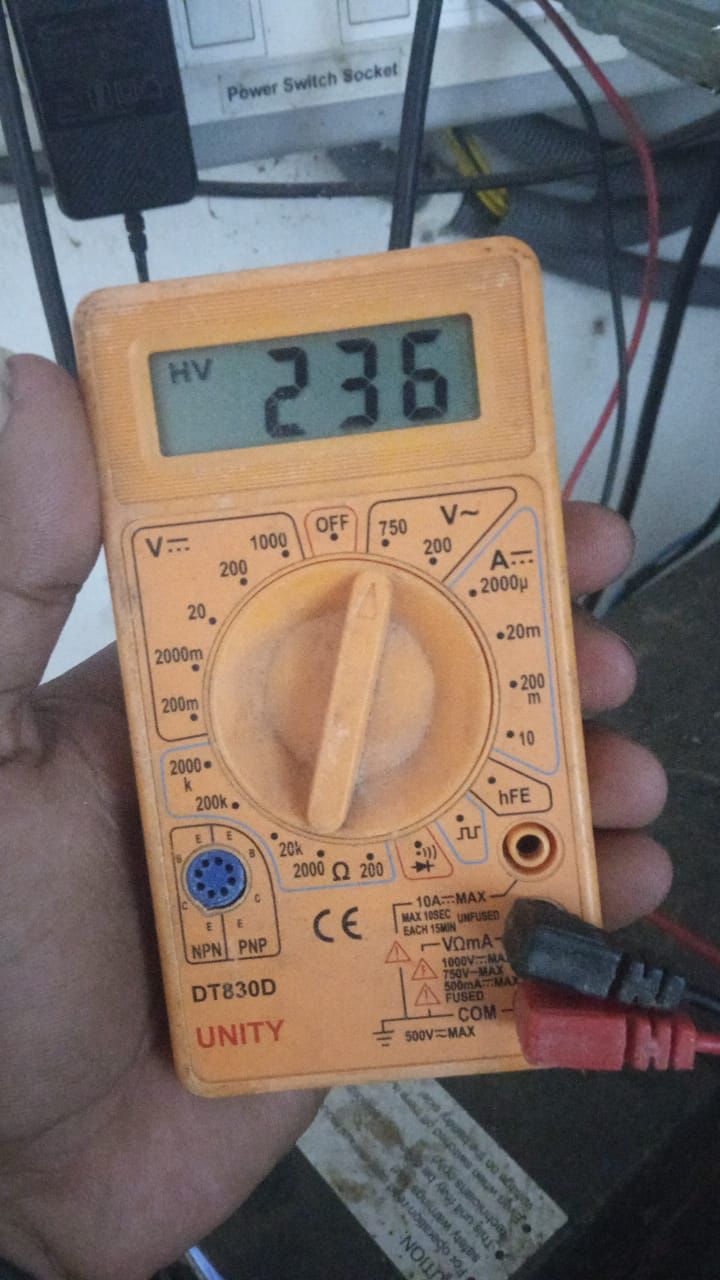 Power Switch Socket
HV 236
OFF
V⎓
1000
200
20
2000m
200m
V~
750
200
A⎓
2000µ
20m
200
m
10
hFE
2000
k
200k
20k
2000 Ω 200
E E
B B
C C
E E
NPN PNP
CE
10A⎓MAX
MAX 10SEC UNFUSED
EACH 15MIN
VΩmA
1000V⎓MA
750V~MAX
500mA⎓MAX
FUSED
COM
500V≂MAX
DT830D
UNITY